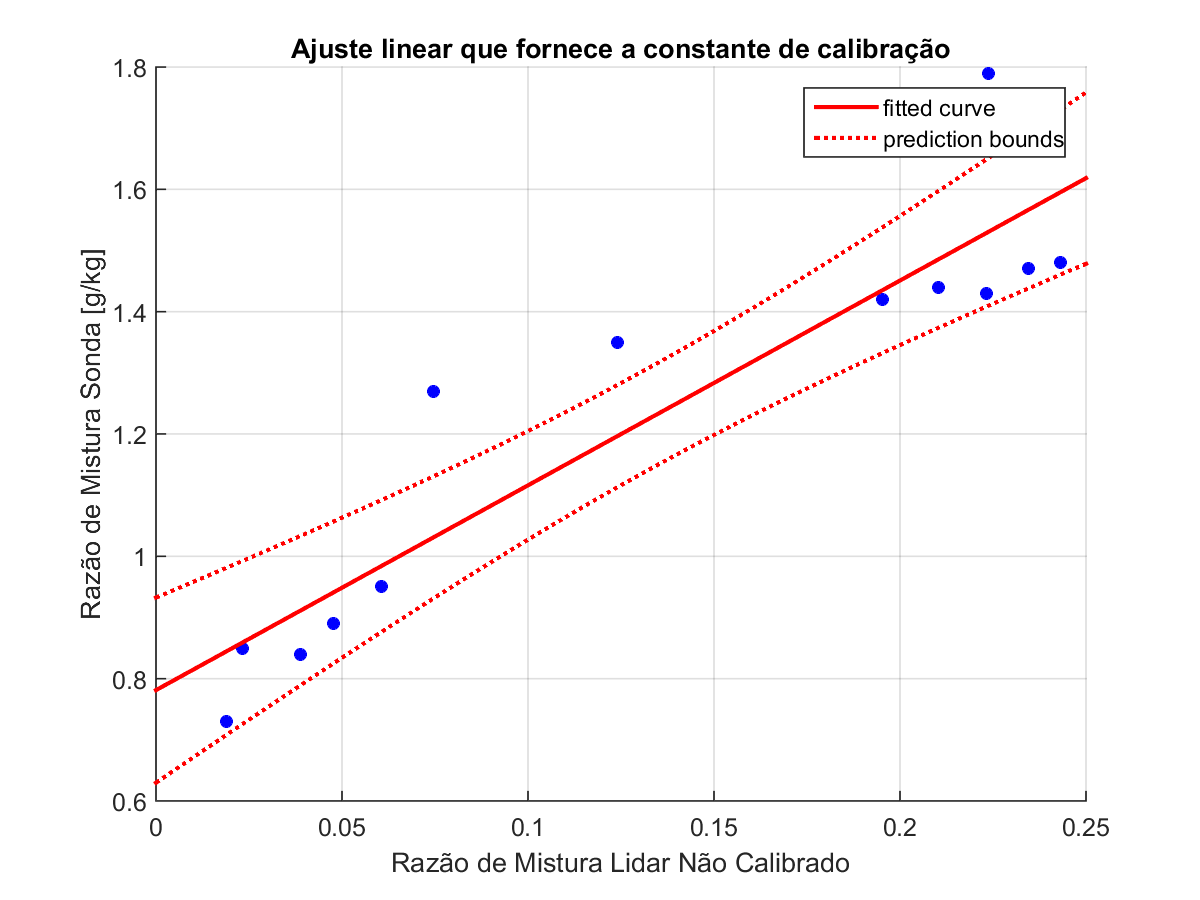 Ajuste linear que fornece a constante de calibração
1.8
1.6
1.4
1.2
1
0.8
0.6
0
0.05
0.1
0.15
0.2
0.25
fitted curve
prediction bounds
Razão de Mistura Sonda [g/kg]
Razão de Mistura Lidar Não Calibrado